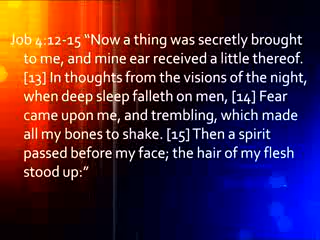 Job 4:12-15 “Now a thing was secretly brought
to me, and mine ear received a little thereof.
[13] In thoughts from the visions of the night,
when deep sleep falleth on men, [14] Fear
came upon me, and trembling, which made
all my bones to shake. [15] Then a spirit
passed before my face; the hair of my flesh
stood up:”